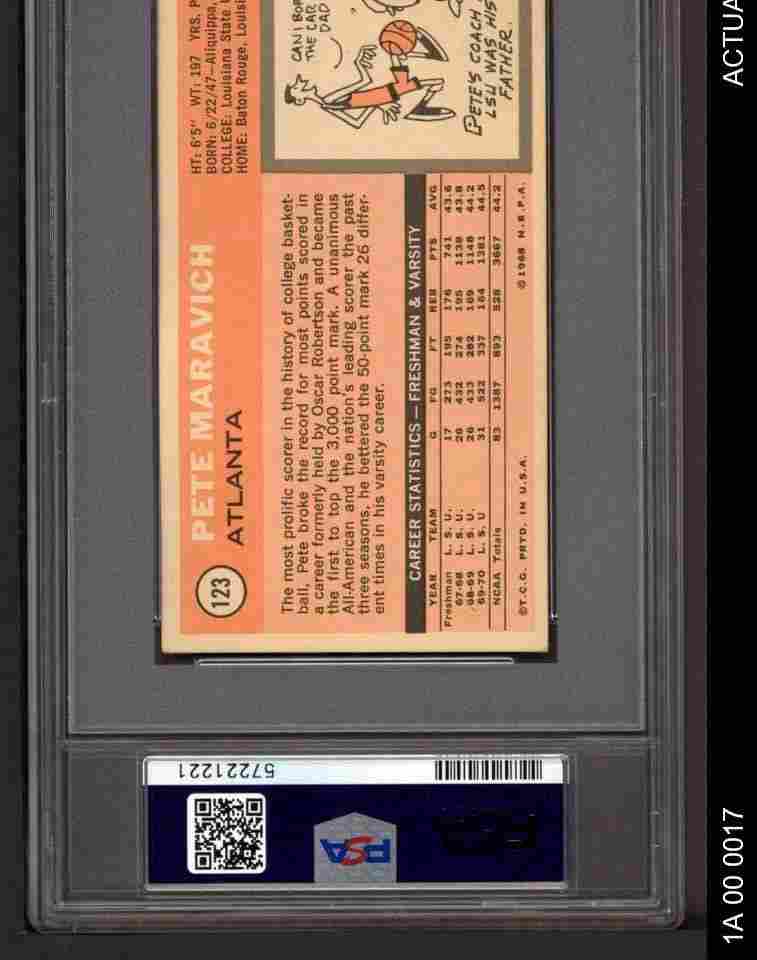 123
PETE MARAVICH
ATLANTA
HT: 6'5" WT: 197 YRS. P
BORN: 6/22/47—Aliquippa,
COLLEGE: Louisiana State
HOME: Baton Rouge, Louisi
The most prolific scorer in the history of college basket-
ball, Pete broke the record for most points scored in
a career formerly held by Oscar Robertson and became
the first to top the 3,000 point mark. A unanimous
All-American and the nation's leading scorer the past
three seasons, he bettered the 50-point mark 26 differ-
ent times in his varsity career.
CAN I BOR
THE CAR
DAD
PETE'S COACH
LSU WAS HIS
FATHER.
CAREER STATISTICS — FRESHMAN & VARSITY
YEAR TEAM G FG FT REB PTS AVG
Freshman L. S. U. 17 273 195 176 741 43.6
67-68 L. S. U. 26 432 274 195 1138 43.8
'68-69 L. S. U. 26 433 282 169 1148 44.2
69-70 L. S. U 31 522 337 164 1381 44.5
NCAA Totals 83 1387 893 528 3667 44.2
©T.C.G. PRTD. IN U.S.A. ©1968 N.B.P.A.
57221221
PSA
1A 00 0017
ACTUA